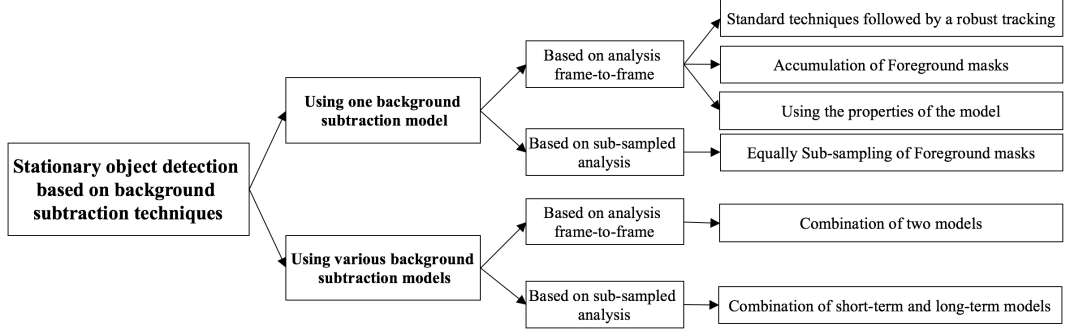 Stationary object detection
based on background
subtraction techniques
Using one background
subtraction model
Based on analysis
frame-to-frame
Standard techniques followed by a robust tracking
Accumulation of Foreground masks
Using the properties of the model
Based on sub-sampled
analysis
Equally Sub-sampling of Foreground masks
Using various background
subtraction models
Based on analysis
frame-to-frame
Combination of two models
Based on sub-sampled
analysis
Combination of short-term and long-term models